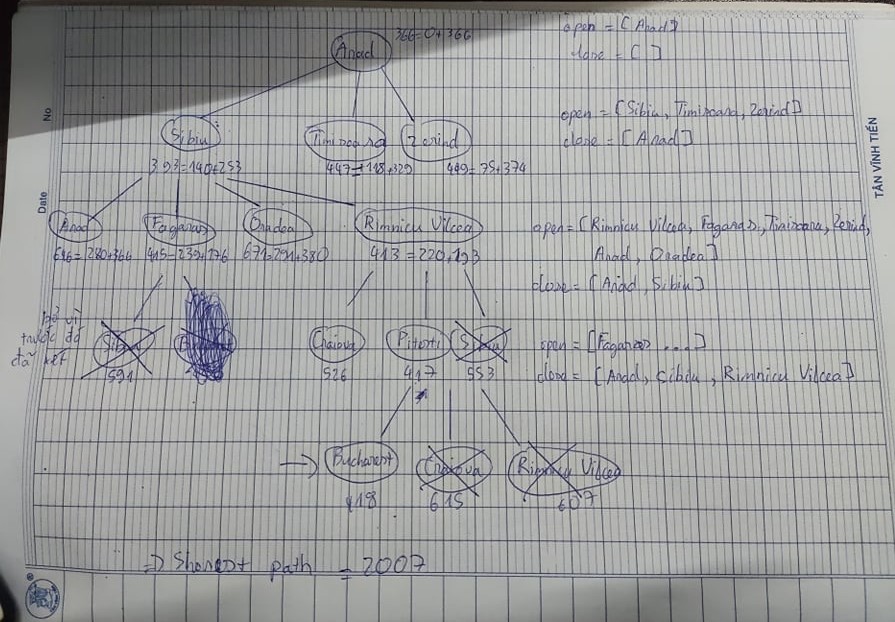 366=0+366
Arad
open = [Arad]
close = [ ]
No
Sibiu
Timisoara
Zerind
393=140+253
447=118+329
449=75+374
open = [Sibiu, Timisoara, Zerind]
close = [Arad]
TÂN VĨNH TIẾN
Date
Arad
Fagaras
Oradea
Rimnicu Vilcea
646=280+366
415=239+176
671=291+380
413=220+193
open=[Rimnicu Vilcea, Fagaras, Timisoara, Zerind,
Arad, Oradea]
close = [Arad, Sibiu]
Bỏ vì
trước đó
đã xét
Sibiu
591
Craiova
526
Pitesti
417
Sibiu
553
open = [Fagaras ....]
close = [Arad, Sibiu, Rimnicu Vilcea]
→
Bucharest
418
Craiova
615
Rimnicu Vilcea
607
=> Shorest path = 2007